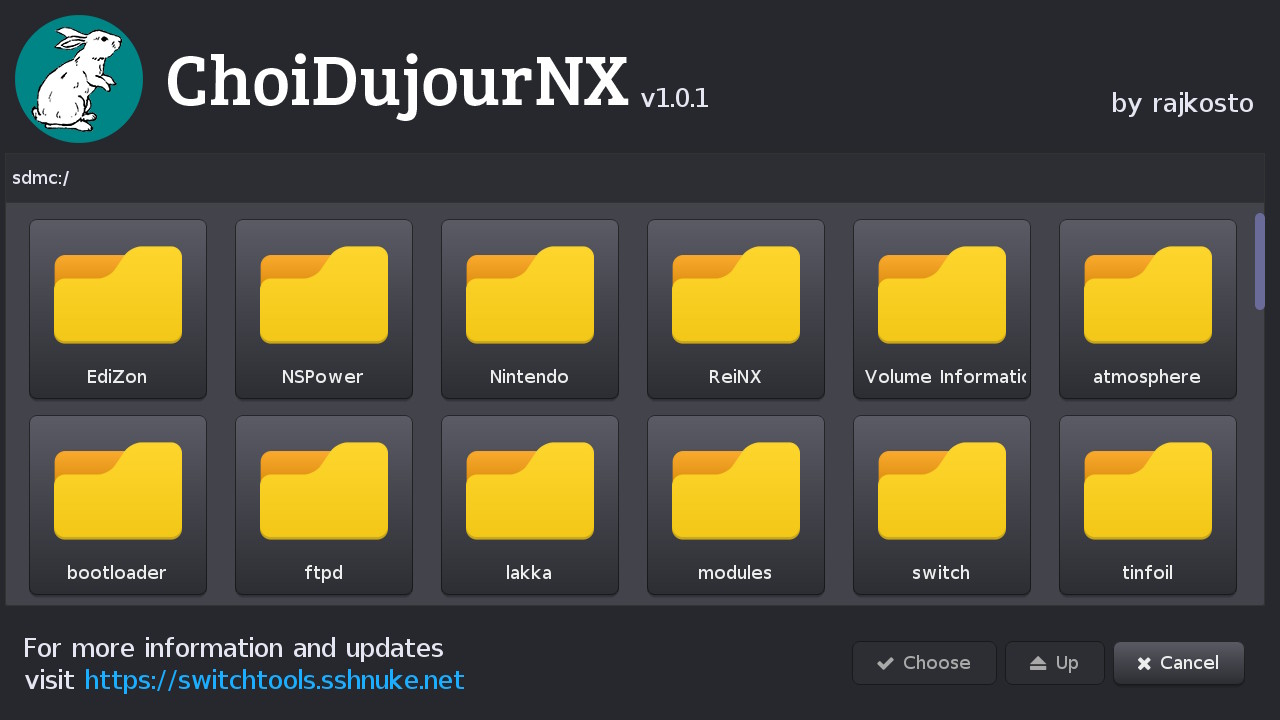 ChoiDujourNX v1.0.1
by rajkosto
sdmc:/
EdiZon
NSPower
Nintendo
ReiNX
Volume Informatic
atmosphere
bootloader
ftpd
lakka
modules
switch
tinfoil
For more information and updates
visit https://switchtools.sshnuke.net
Choose
Up
Cancel